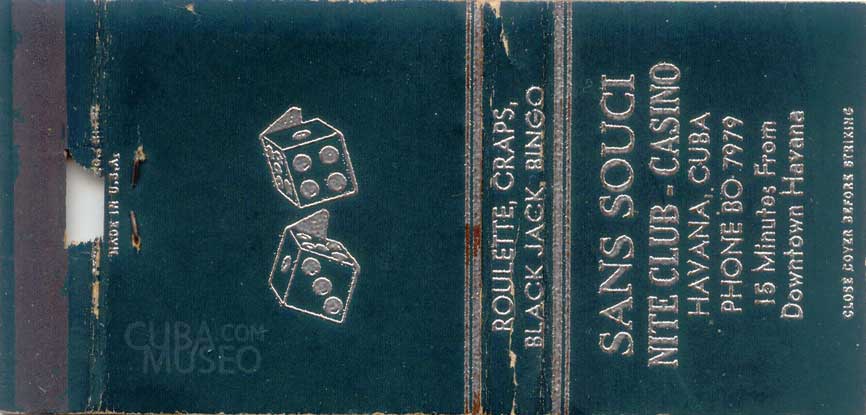 MADE IN U.S.A.
ROULETTE, CRAPS,
BLACK JACK, BINGO
SANS SOUCI
NITE CLUB - CASINO
HAVANA, CUBA
PHONE BO 7979
15 Minutes From
Downtown Havana
CLOSE COVER BEFORE STRIKING
CUBA.COM
MUSEO